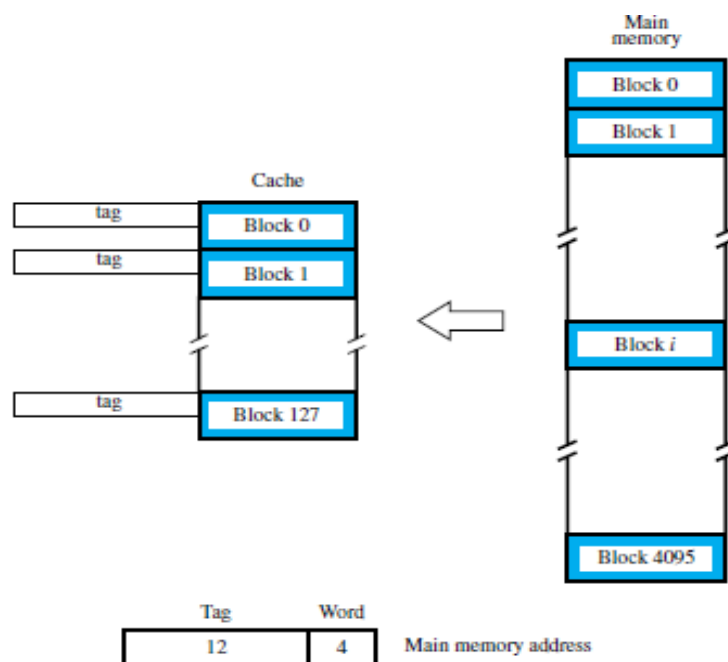 Main
memory
Block 0
Block 1
Cache
tag
Block 0
tag
Block 1
Block i
tag
Block 127
Block 4095
Tag Word
12 4 Main memory address